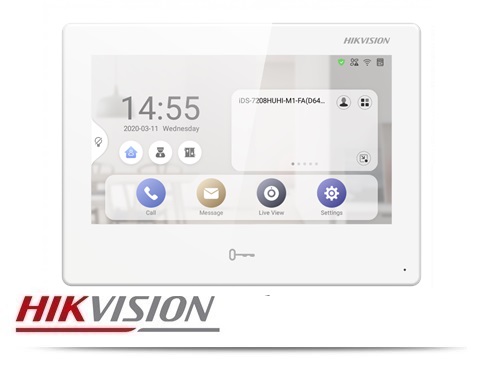 HIKVISION
14:55
2020-03-11 Wednesday
iDS-7208HUHI-M1-FA(D64...
Call
Message
Live View
Settings
HIKVISION